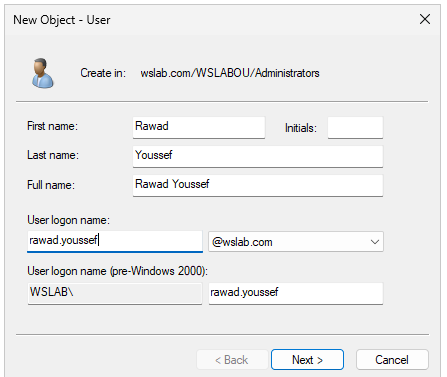 New Object - User
Create in: wslab.com/WSLABOU/Administrators
First name: Rawad Initials:
Last name: Youssef
Full name: Rawad Youssef
User logon name:
rawad.youssef @wslab.com
User logon name (pre-Windows 2000):
WSLAB\ rawad.youssef
< Back Next > Cancel